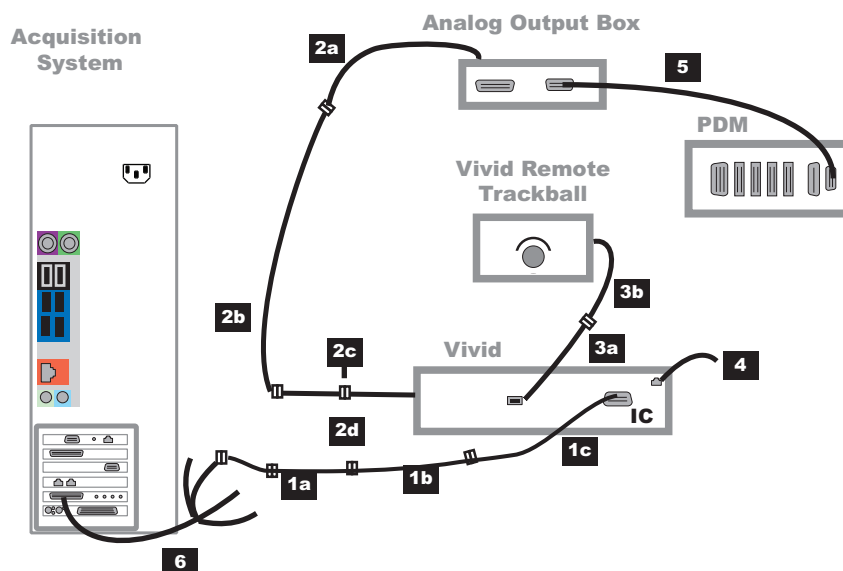 Analog Output Box
Acquisition
System
2a
5
PDM
Vivid Remote
Trackball
3b
2b
2c
Vivid
3a
4
IC
2d
1c
1a
1b
6